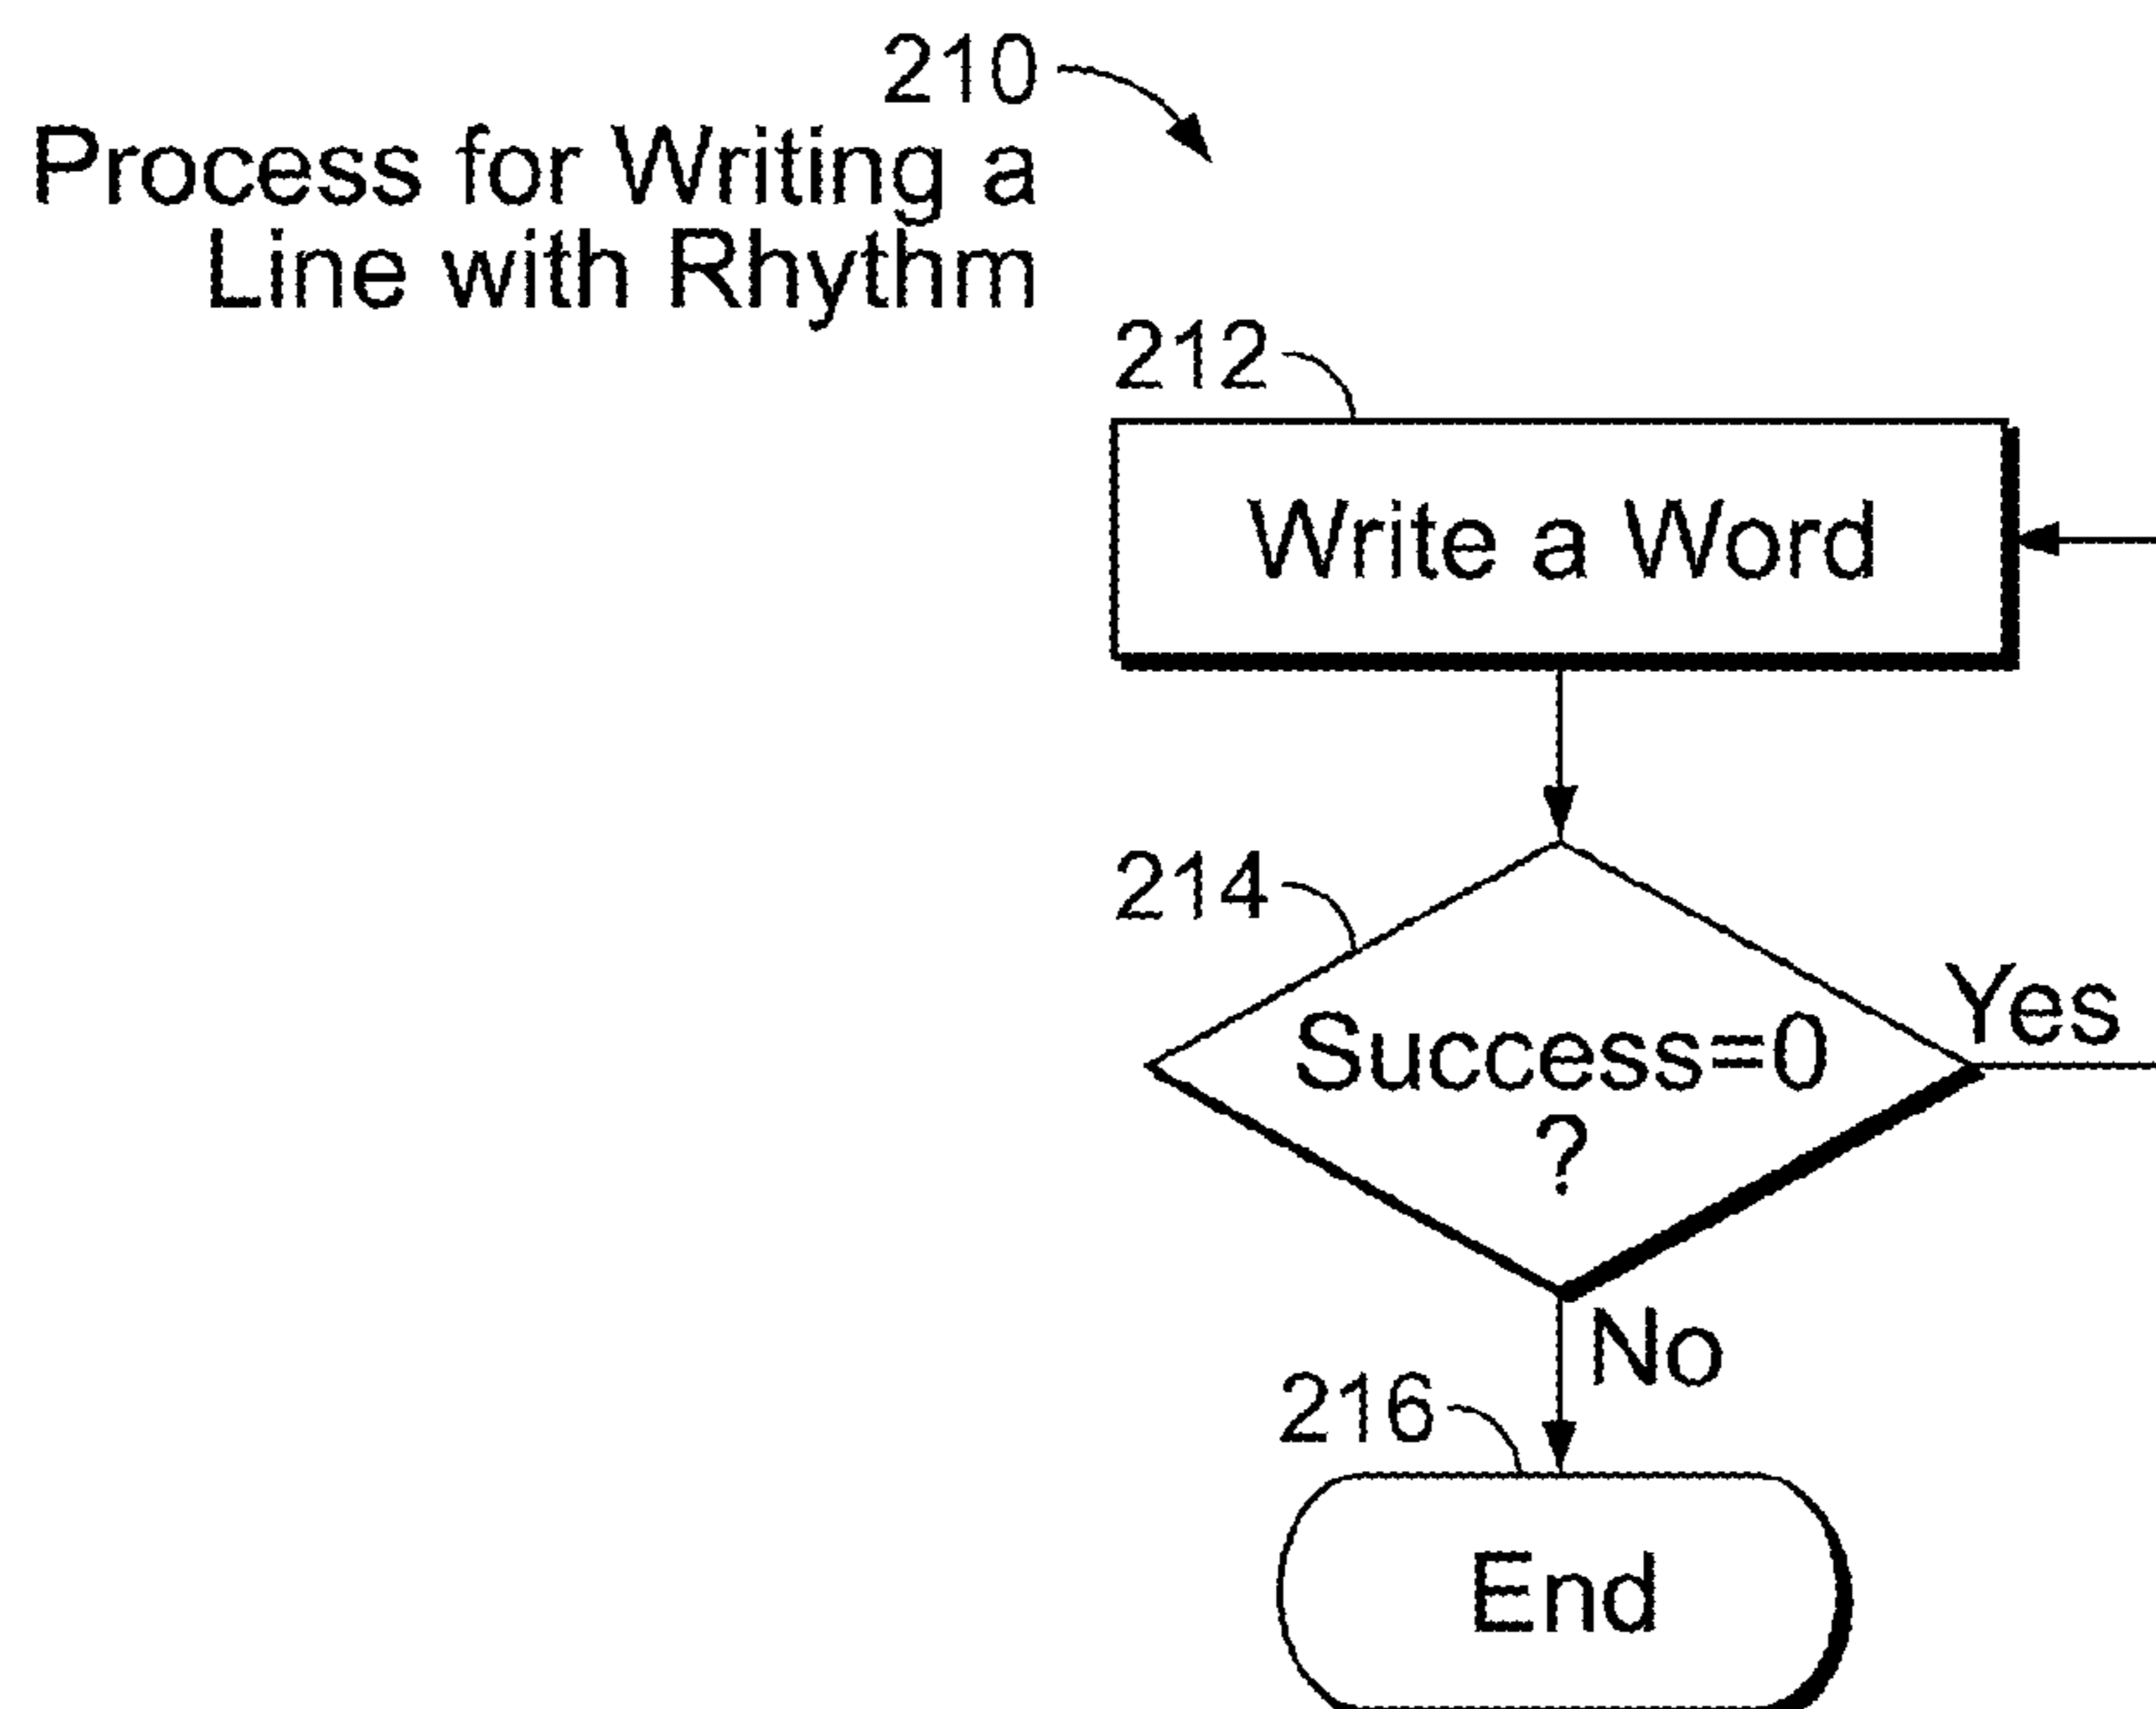 210
Process for Writing a
Line with Rhythm
212
Write a Word
214
Yes
Success=0
?
No
216
End